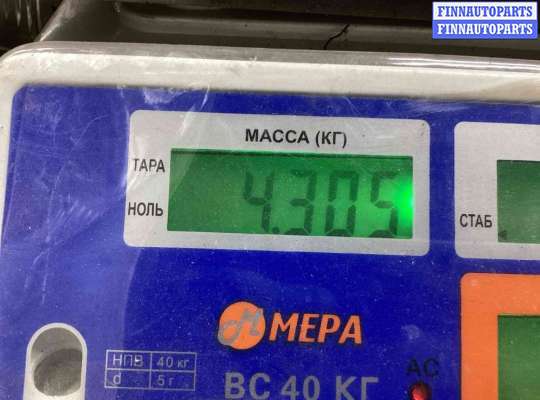 FINNAUTOPARTS
FINNAUTOPARTS
МАССА (КГ)
ТАРА
4.305
НОЛЬ
СТАБ
МЕРА
НПВ 40 кг
d 5 г
ВС 40 КГ
АС